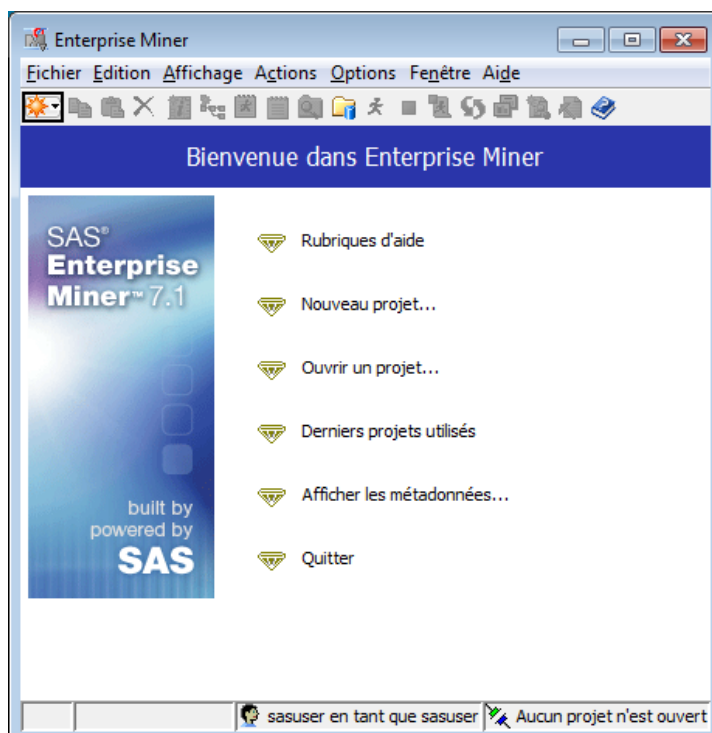 Enterprise Miner
Fichier Edition Affichage Actions Options Fenêtre Aide
Bienvenue dans Enterprise Miner
SAS®
Enterprise
Miner™ 7.1
built by
powered by
SAS
Rubriques d'aide
Nouveau projet...
Ouvrir un projet...
Derniers projets utilisés
Afficher les métadonnées...
Quitter
sasuser en tant que sasuser Aucun projet n'est ouvert